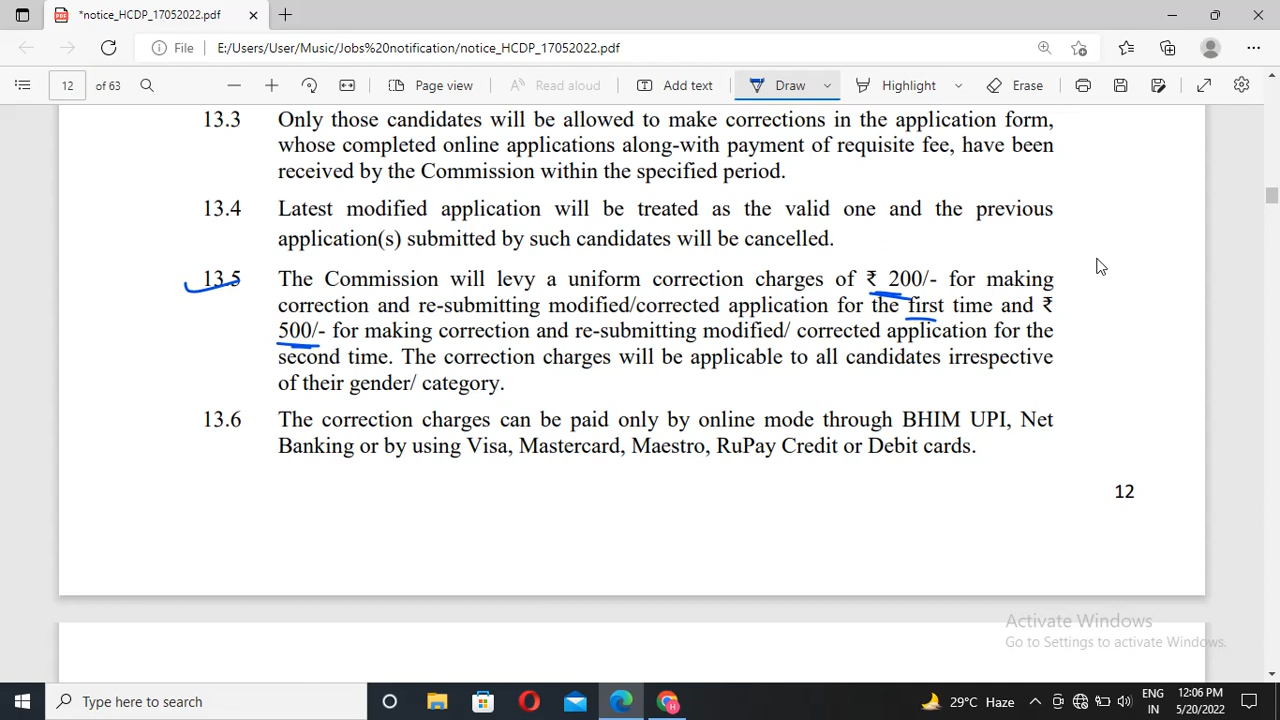 *notice_HCDP_17052022.pdf
File E:/Users/User/Music/Jobs%20notification/notice_HCDP_17052022.pdf
12 of 63 Page view Read aloud Add text Draw Highlight Erase
13.3 Only those candidates will be allowed to make corrections in the application form,
whose completed online applications along-with payment of requisite fee, have been
received by the Commission within the specified period.
13.4 Latest modified application will be treated as the valid one and the previous
application(s) submitted by such candidates will be cancelled.
13.5 The Commission will levy a uniform correction charges of ₹ 200/- for making
correction and re-submitting modified/corrected application for the first time and ₹
500/- for making correction and re-submitting modified/ corrected application for the
second time. The correction charges will be applicable to all candidates irrespective
of their gender/ category.
13.6 The correction charges can be paid only by online mode through BHIM UPI, Net
Banking or by using Visa, Mastercard, Maestro, RuPay Credit or Debit cards.
12
Activate Windows
Go to Settings to activate Windows.
Type here to search
29°C Haze
ENG
IN
12:06 PM
5/20/2022